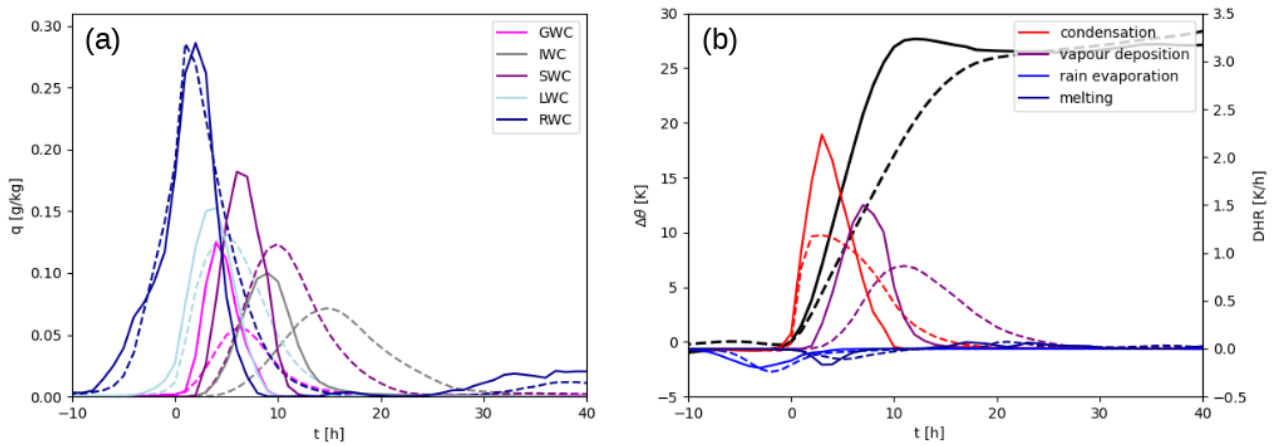 (a)
GWC
IWC
SWC
LWC
RWC
0.30
0.25
0.20
0.15
0.10
0.05
0.00
q [g/kg]
−10
0
10
20
30
40
t [h]
(b)
condensation
vapour deposition
rain evaporation
melting
30
25
20
15
10
5
0
−5
Δθ [K]
3.5
3.0
2.5
2.0
1.5
1.0
0.5
0.0
−0.5
DHR [K/h]
−10
0
10
20
30
40
t [h]